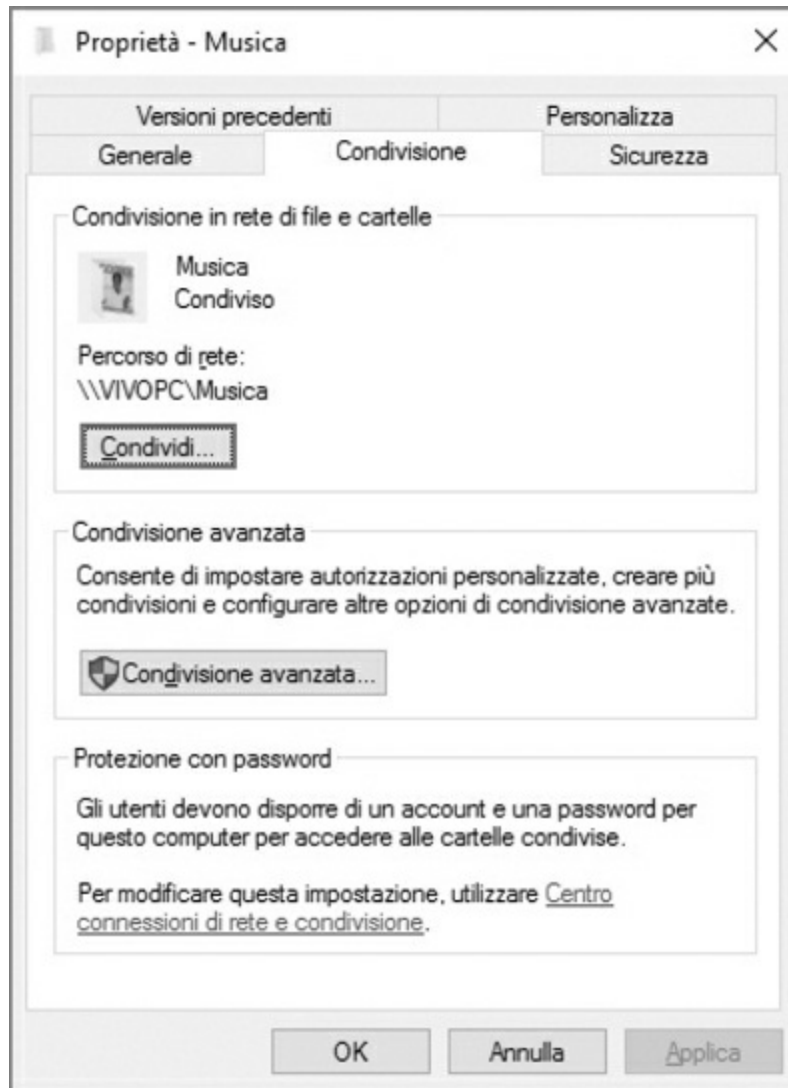 Proprietà - Musica
Versioni precedenti
Personalizza
Generale
Condivisione
Sicurezza
Condivisione in rete di file e cartelle
Musica
Condiviso
Percorso di rete:
\\VIVOPC\Musica
Condividi...
Condivisione avanzata
Consente di impostare autorizzazioni personalizzate, creare più
condivisioni e configurare altre opzioni di condivisione avanzate.
Condivisione avanzata...
Protezione con password
Gli utenti devono disporre di un account e una password per
questo computer per accedere alle cartelle condivise.
Per modificare questa impostazione, utilizzare Centro
connessioni di rete e condivisione.
OK
Annulla
Applica